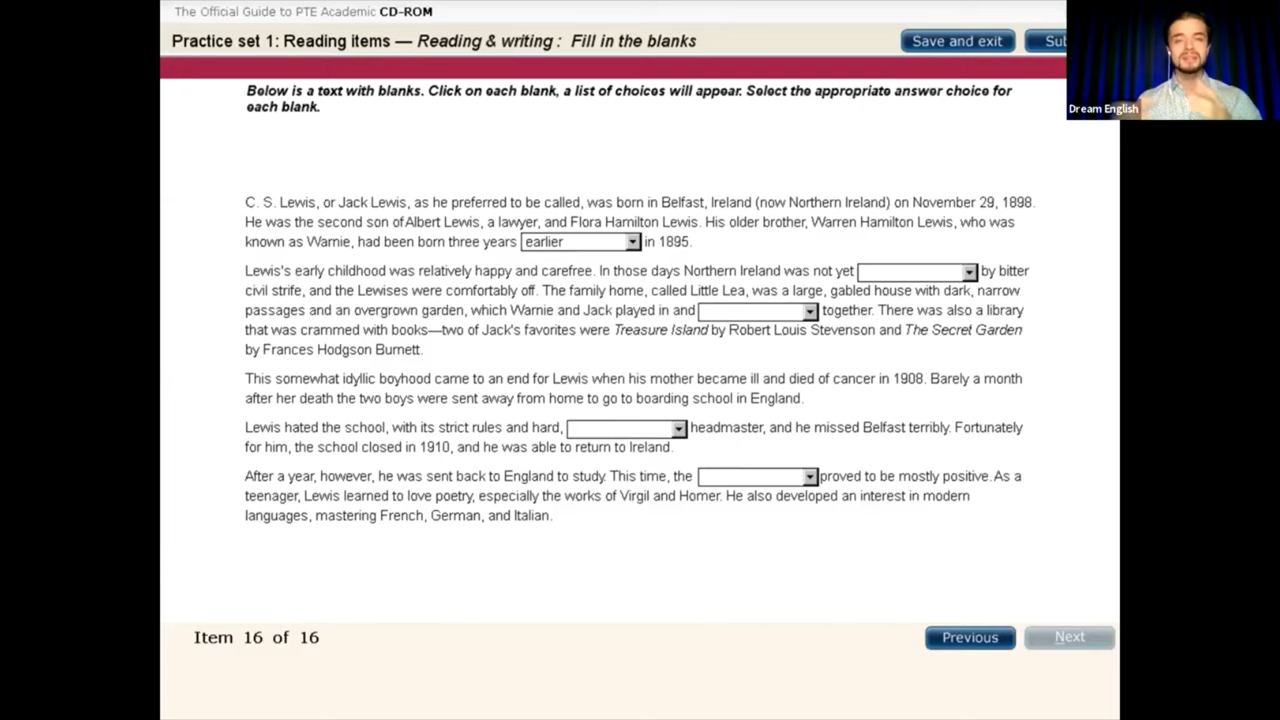 The Official Guide to PTE Academic CD-ROM
Practice set 1: Reading items — Reading & writing : Fill in the blanks
Save and exit
Sub
Dream English
Below is a text with blanks. Click on each blank, a list of choices will appear. Select the appropriate answer choice for
each blank.
C. S. Lewis, or Jack Lewis, as he preferred to be called, was born in Belfast, Ireland (now Northern Ireland) on November 29, 1898.
He was the second son of Albert Lewis, a lawyer, and Flora Hamilton Lewis. His older brother, Warren Hamilton Lewis, who was
known as Warnie, had been born three years earlier in 1895.
Lewis's early childhood was relatively happy and carefree. In those days Northern Ireland was not yet by bitter
civil strife, and the Lewises were comfortably off. The family home, called Little Lea, was a large, gabled house with dark, narrow
passages and an overgrown garden, which Warnie and Jack played in and together. There was also a library
that was crammed with books—two of Jack's favorites were Treasure Island by Robert Louis Stevenson and The Secret Garden
by Frances Hodgson Burnett.
This somewhat idyllic boyhood came to an end for Lewis when his mother became ill and died of cancer in 1908. Barely a month
after her death the two boys were sent away from home to go to boarding school in England.
Lewis hated the school, with its strict rules and hard, headmaster, and he missed Belfast terribly. Fortunately
for him, the school closed in 1910, and he was able to return to Ireland.
After a year, however, he was sent back to England to study. This time, the proved to be mostly positive. As a
teenager, Lewis learned to love poetry, especially the works of Virgil and Homer. He also developed an interest in modern
languages, mastering French, German, and Italian.
Item 16 of 16
Previous
Next